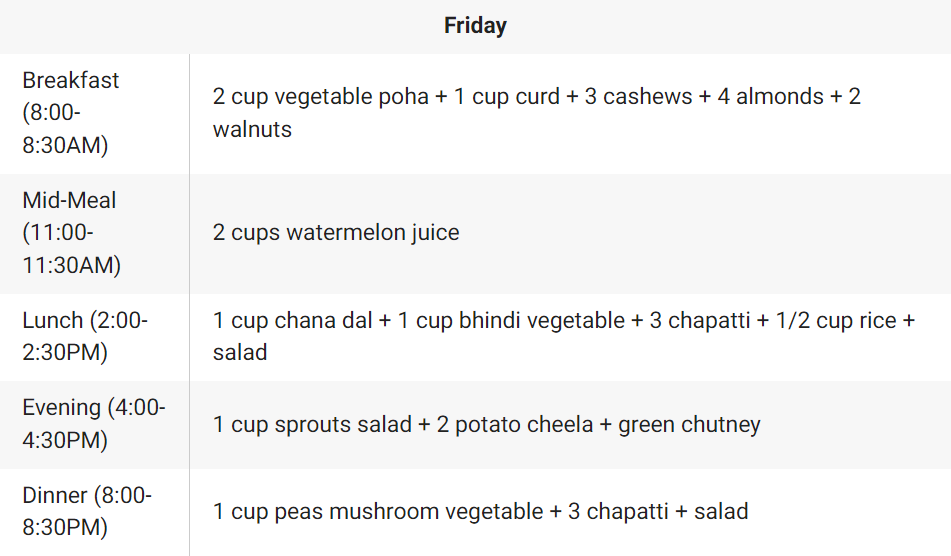 Friday
Breakfast
(8:00-
8:30AM)
2 cup vegetable poha + 1 cup curd + 3 cashews + 4 almonds + 2
walnuts
Mid-Meal
(11:00-
11:30AM)
2 cups watermelon juice
Lunch (2:00-
2:30PM)
1 cup chana dal + 1 cup bhindi vegetable + 3 chapatti + 1/2 cup rice +
salad
Evening (4:00-
4:30PM)
1 cup sprouts salad + 2 potato cheela + green chutney
Dinner (8:00-
8:30PM)
1 cup peas mushroom vegetable + 3 chapatti + salad